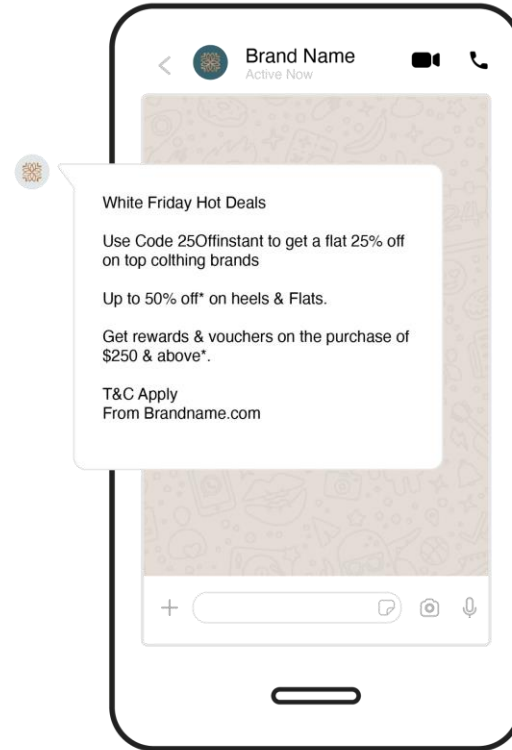 Brand Name
Active Now
White Friday Hot Deals
Use Code 25Offinstant to get a flat 25% off
on top colthing brands
Up to 50% off* on heels & Flats.
Get rewards & vouchers on the purchase of
$250 & above*.
T&C Apply
From Brandname.com